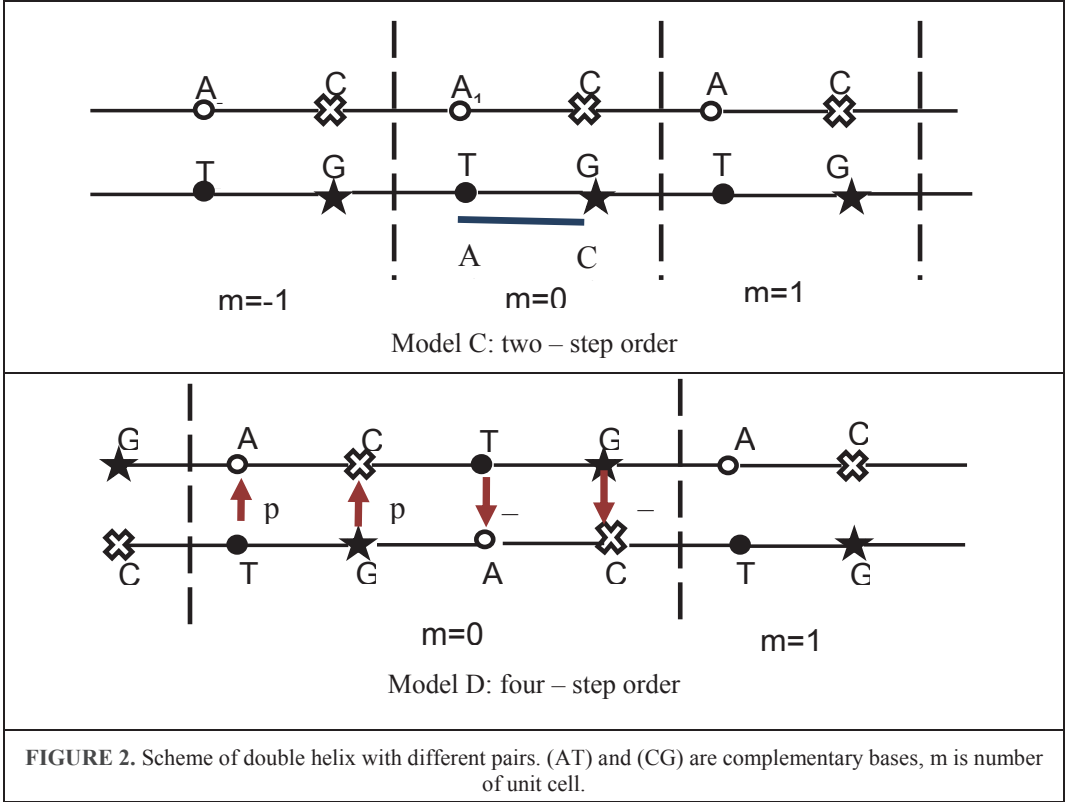 A- C A₁ C A C
T G T G T G
A C
m=-1 m=0 m=1
Model C: two – step order
G A C T G A C
p p – –
C T G A C T G
m=0 m=1
Model D: four – step order
FIGURE 2. Scheme of double helix with different pairs. (AT) and (CG) are complementary bases, m is number
of unit cell.